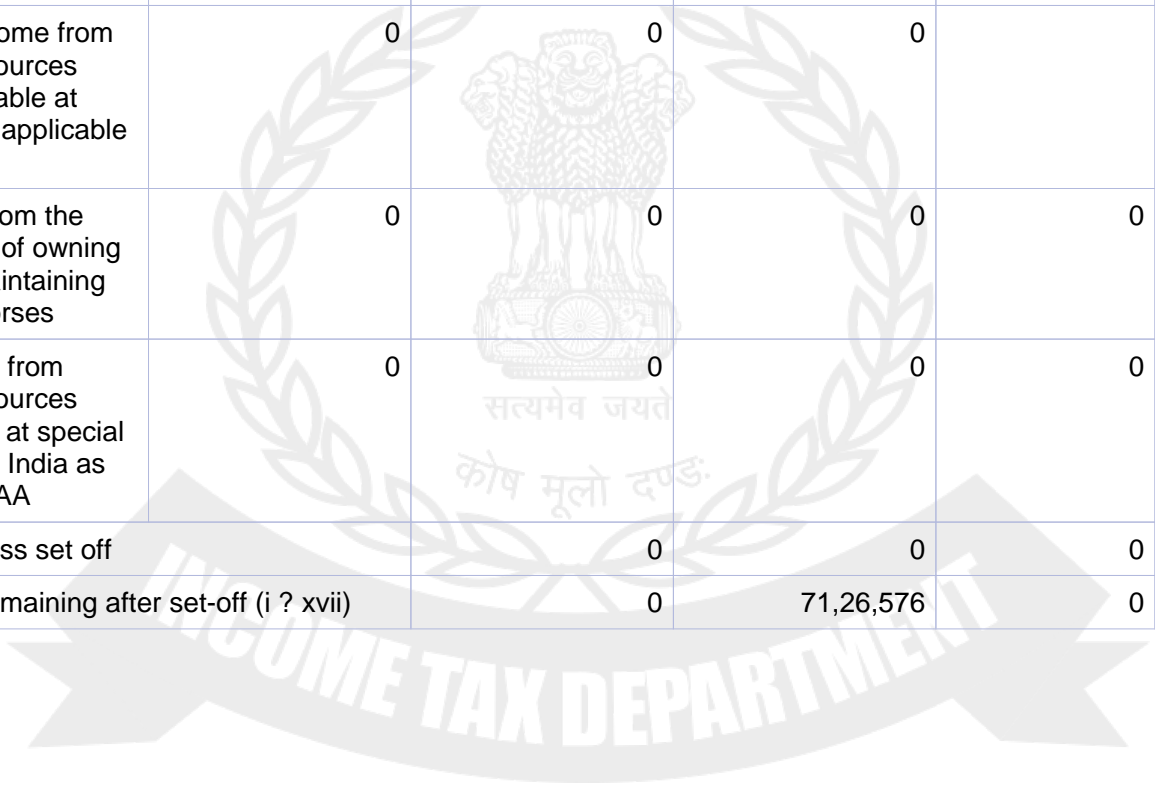 ome from 0 0 0
ources
able at
applicable
om the 0 0 0 0
of owning
intaining
rses
from 0 0 0 0
ources
at special
India as
AA
ss set off 0 0 0
maining after set-off (i ? xvii) 0 71,26,576 0
सत्यमेव जयते
कोष मूलो दण्डः
INCOME TAX DEPARTMENT